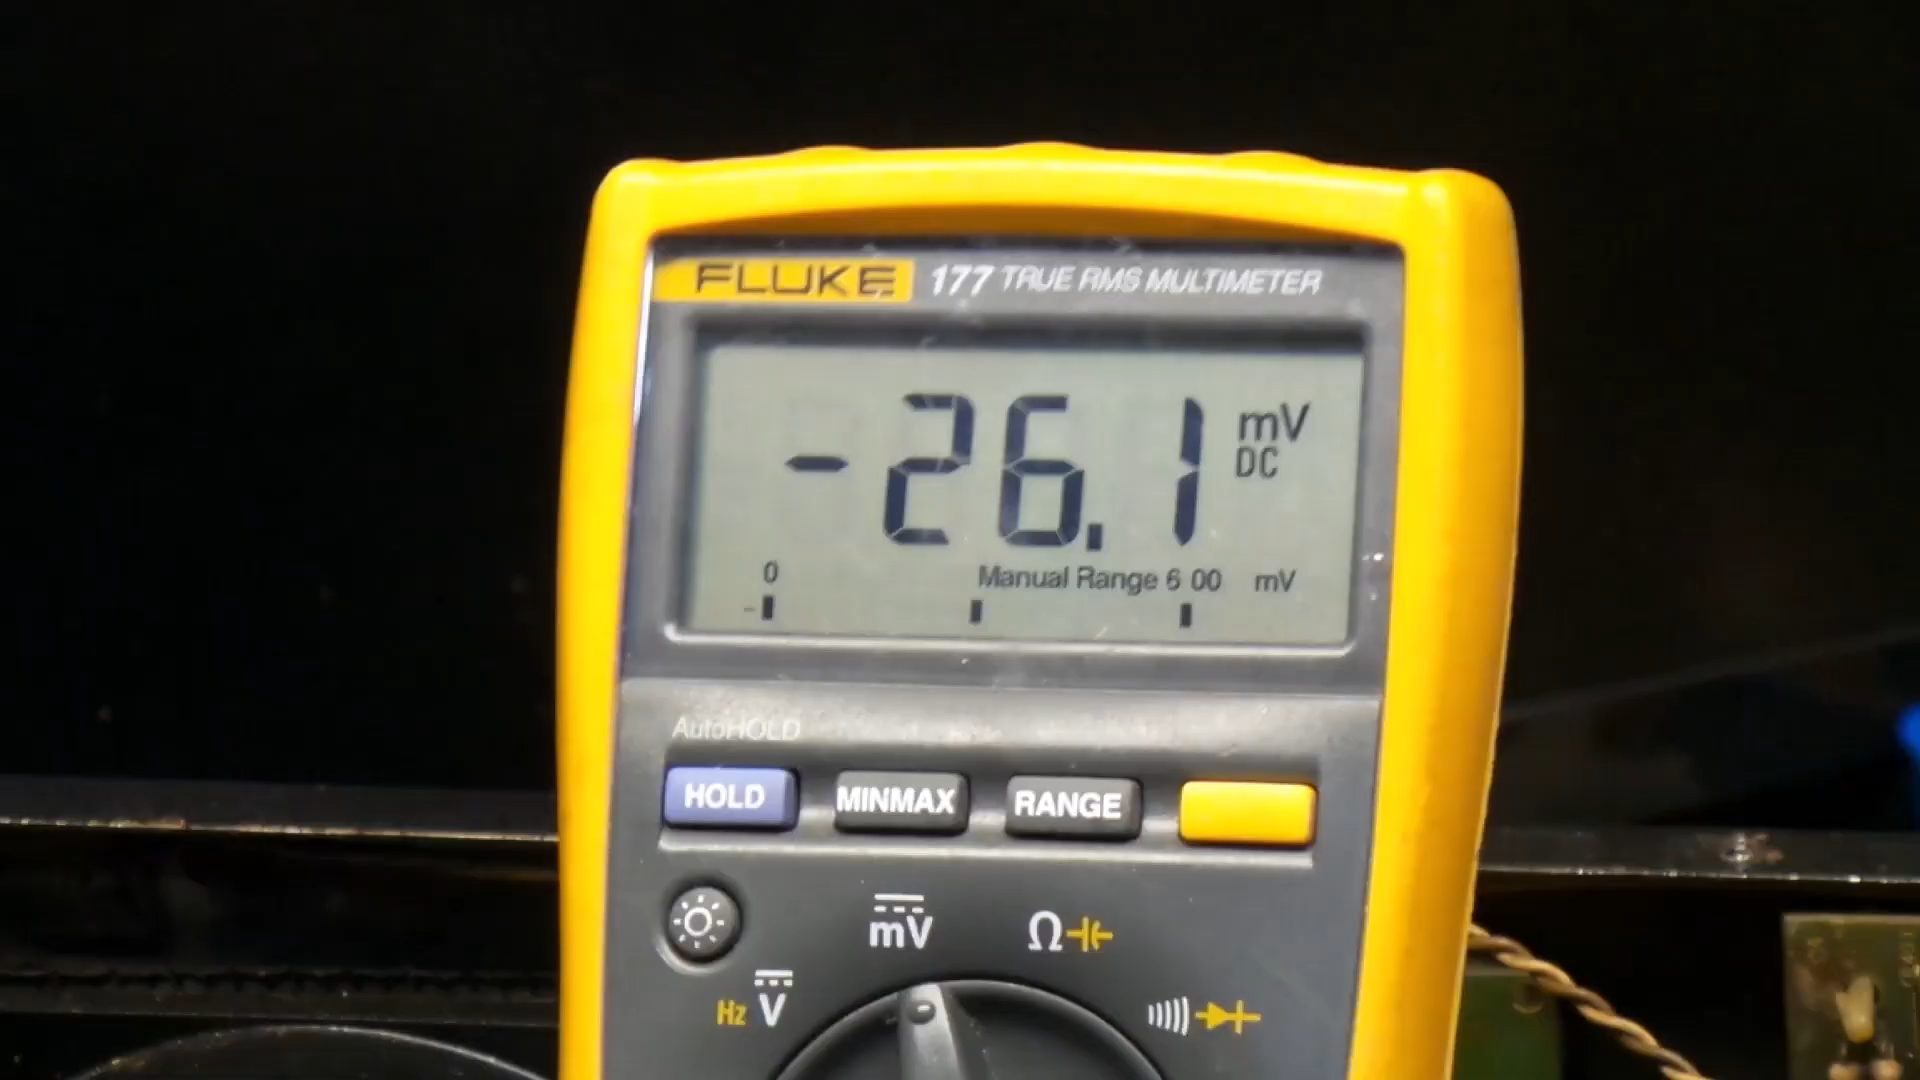 FLUKE 177 TRUE RMS MULTIMETER
-26.1 mV
DC
0 Manual Range 6 00 mV
AutoHOLD
HOLD MINMAX RANGE
mV Ω
Hz V